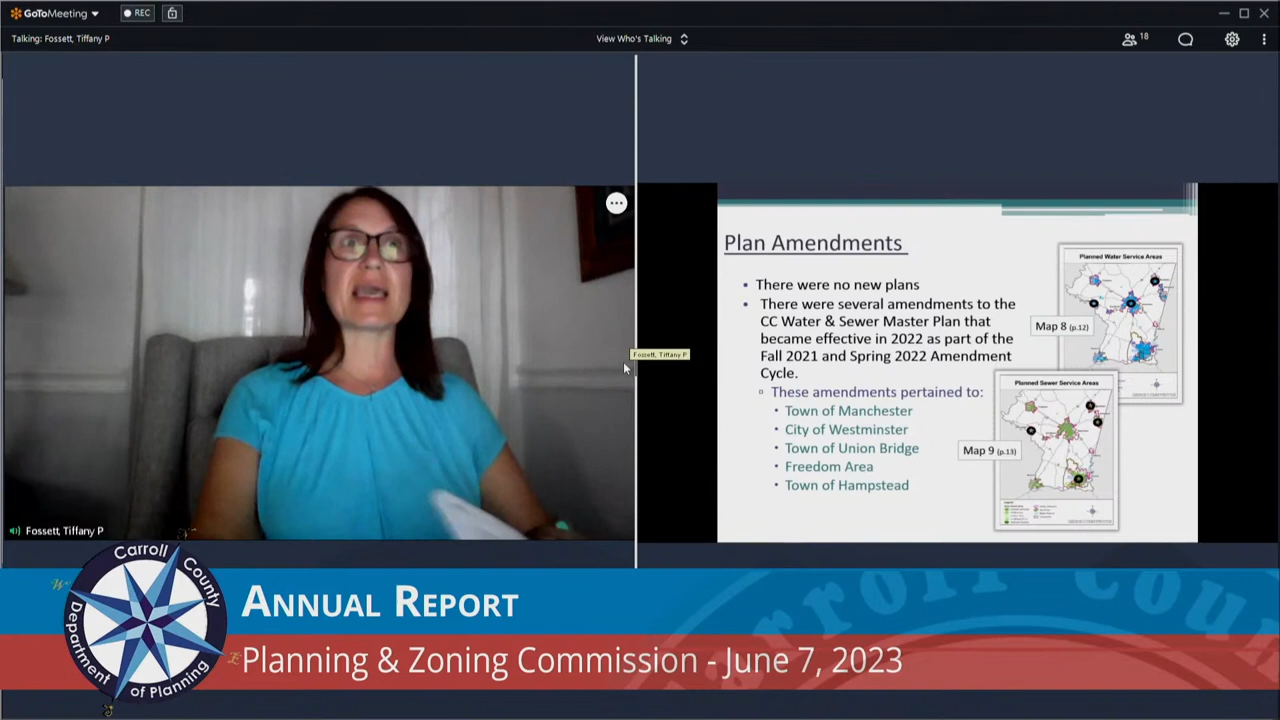 GoToMeeting
REC
Talking: Fossett, Tiffany P
View Who's Talking
18
Fossett, Tiffany P
Fossett, Tiffany P
Plan Amendments
• There were no new plans
• There were several amendments to the
CC Water & Sewer Master Plan that
became effective in 2022 as part of the
Fall 2021 and Spring 2022 Amendment
Cycle.
▫ These amendments pertained to:
• Town of Manchester
• City of Westminster
• Town of Union Bridge
• Freedom Area
• Town of Hampstead
Planned Water Service Areas
Map 8 (p.12)
Planned Sewer Service Areas
Map 9 (p.13)
Carroll County
Department of Planning
ANNUAL REPORT
Planning & Zoning Commission - June 7, 2023